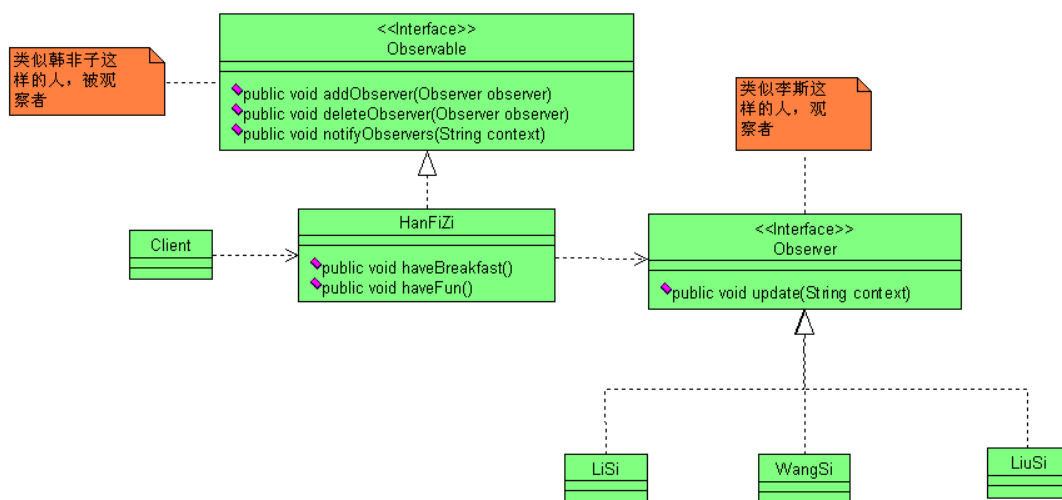 <<Interface>>
Observable
public void addObserver(Observer observer)
public void deleteObserver(Observer observer)
public void notifyObservers(String context)
类似韩非子这
样的人，被观
察者
类似李斯这
样的人，观
察者
Client
HanFiZi
public void haveBreakfast()
public void haveFun()
<<Interface>>
Observer
public void update(String context)
LiSi
WangSi
LiuSi